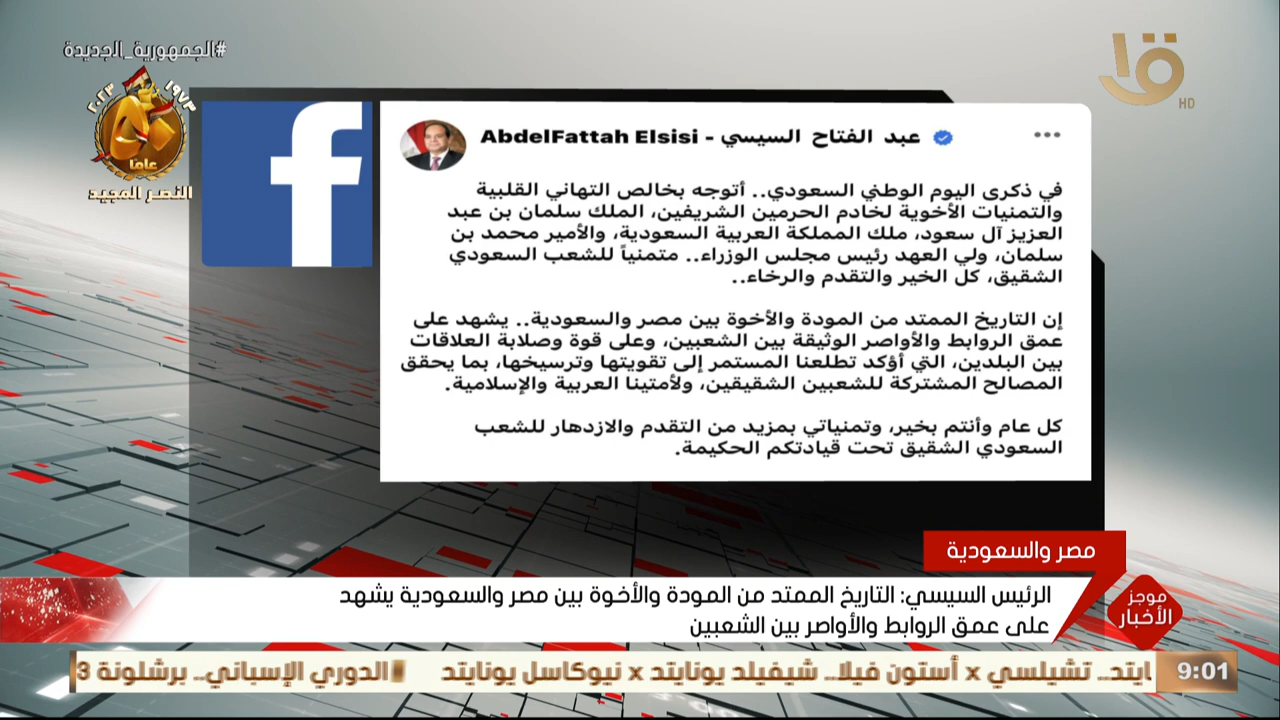 #الجمهورية_الجديدة
قا
HD
١٩٧٣
٢٠٢٣
٥٠
عاما
النصر المجيد
f
عبد الفتاح السيسي - AbdelFattah Elsisi
في ذكرى اليوم الوطني السعودي.. أتوجه بخالص التهاني القلبية
والتمنيات الأخوية لخادم الحرمين الشريفين، الملك سلمان بن عبد
العزيز آل سعود، ملك المملكة العربية السعودية، والأمير محمد بن
سلمان، ولي العهد رئيس مجلس الوزراء.. متمنياً للشعب السعودي
الشقيق، كل الخير والتقدم والرخاء..
إن التاريخ الممتد من المودة والأخوة بين مصر والسعودية.. يشهد على
عمق الروابط والأواصر الوثيقة بين الشعبين، وعلى قوة وصلابة العلاقات
بين البلدين، التي أؤكد تطلعنا المستمر إلى تقويتها وترسيخها، بما يحقق
المصالح المشتركة للشعبين الشقيقين، ولأمتينا العربية والإسلامية.
كل عام وأنتم بخير، وتمنياتي بمزيد من التقدم والازدهار للشعب
السعودي الشقيق تحت قيادتكم الحكيمة.
مصر والسعودية
موجز
الأخبار
الرئيس السيسي: التاريخ الممتد من المودة والأخوة بين مصر والسعودية يشهد
على عمق الروابط والأواصر بين الشعبين
9:01
ايتد.. تشيلسي x أستون فيلا.. شيفيلد يونايتد x نيوكاسل يونايتد الدوري الإسباني.. برشلونة 3